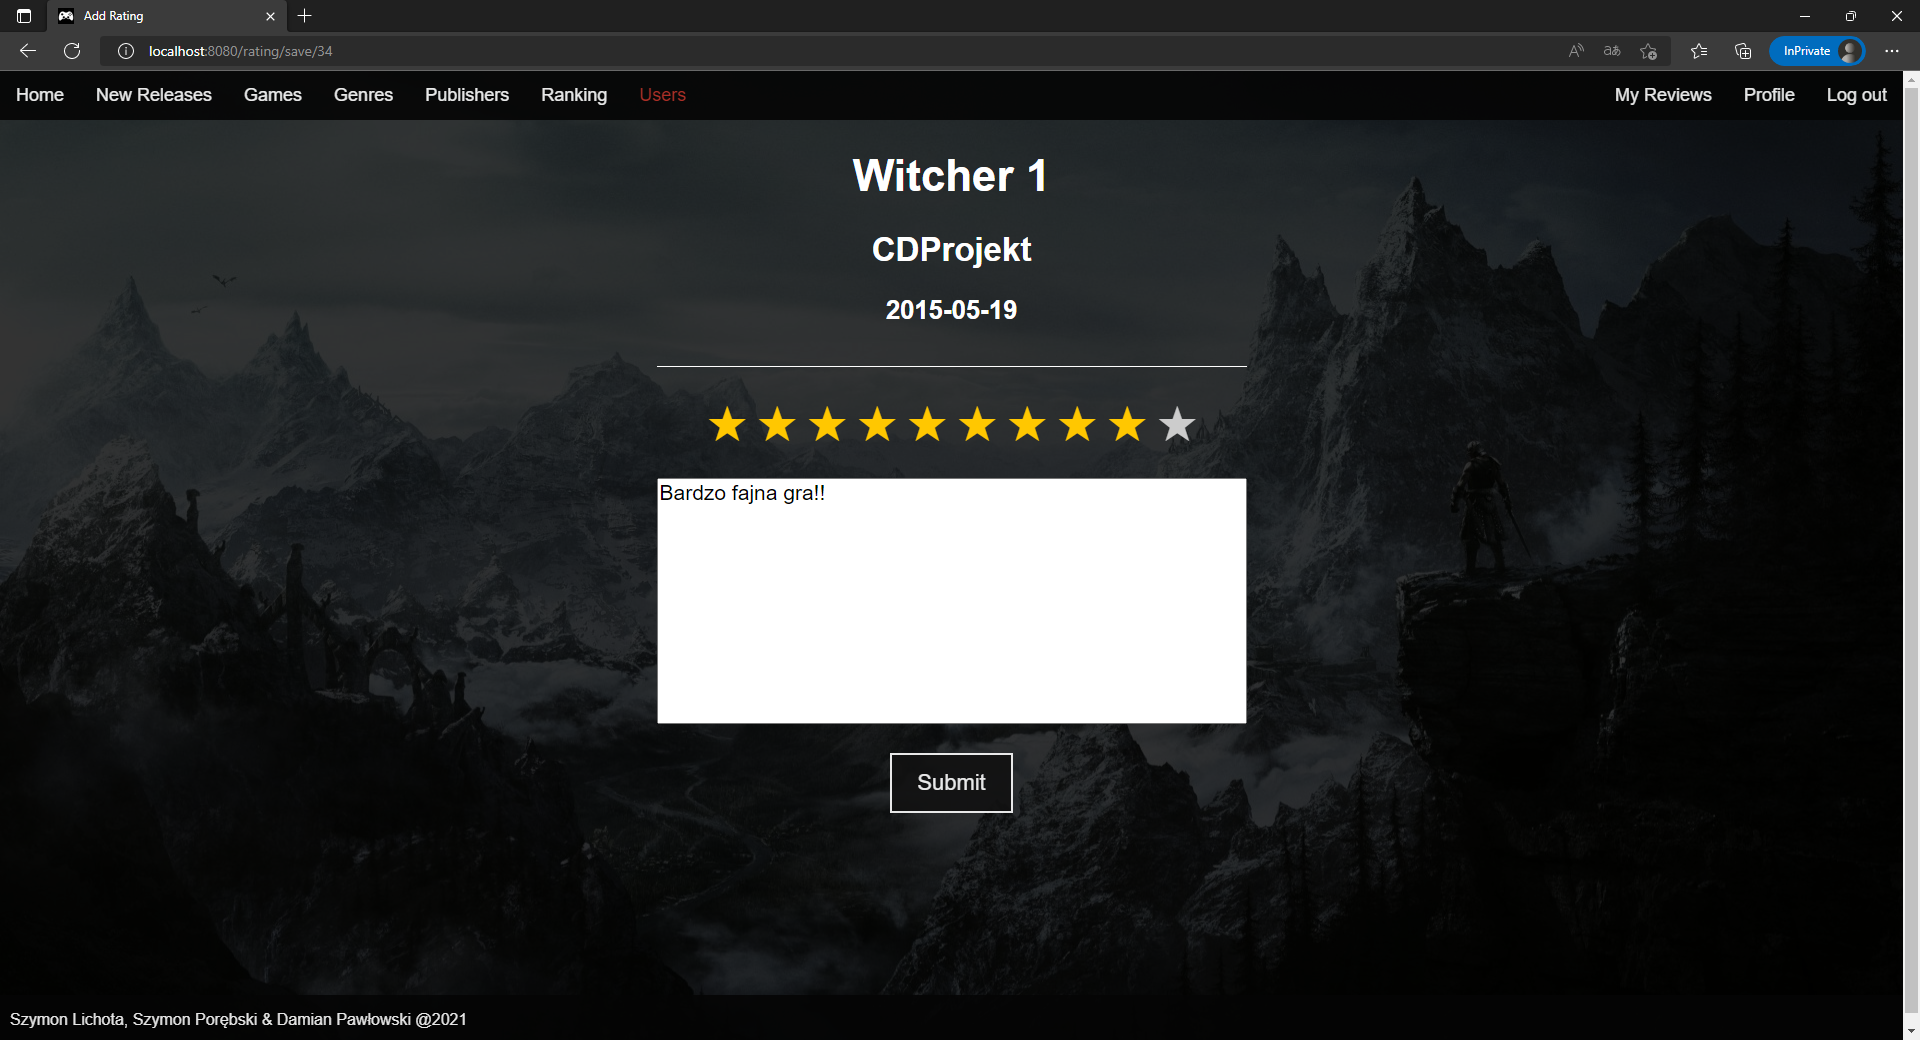 Add Rating
localhost:8080/rating/save/34
InPrivate
Home New Releases Games Genres Publishers Ranking Users My Reviews Profile Log out
Witcher 1
CDProjekt
2015-05-19
Bardzo fajna gra!!
Submit
Szymon Lichota, Szymon Porębski & Damian Pawłowski @2021